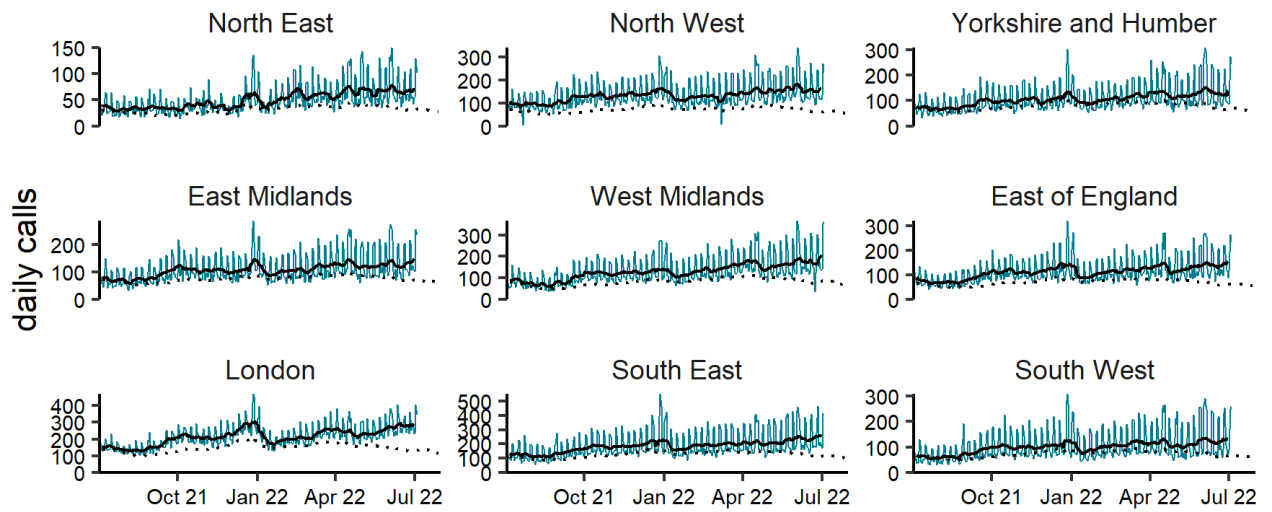 North East
North West
Yorkshire and Humber
150
100
50
0
300
200
100
0
300
200
100
0
daily calls
East Midlands
West Midlands
East of England
200
100
0
300
200
100
0
300
200
100
0
London
South East
South West
400
300
200
100
0
500
400
300
200
100
0
300
200
100
0
Oct 21 Jan 22 Apr 22 Jul 22
Oct 21 Jan 22 Apr 22 Jul 22
Oct 21 Jan 22 Apr 22 Jul 22